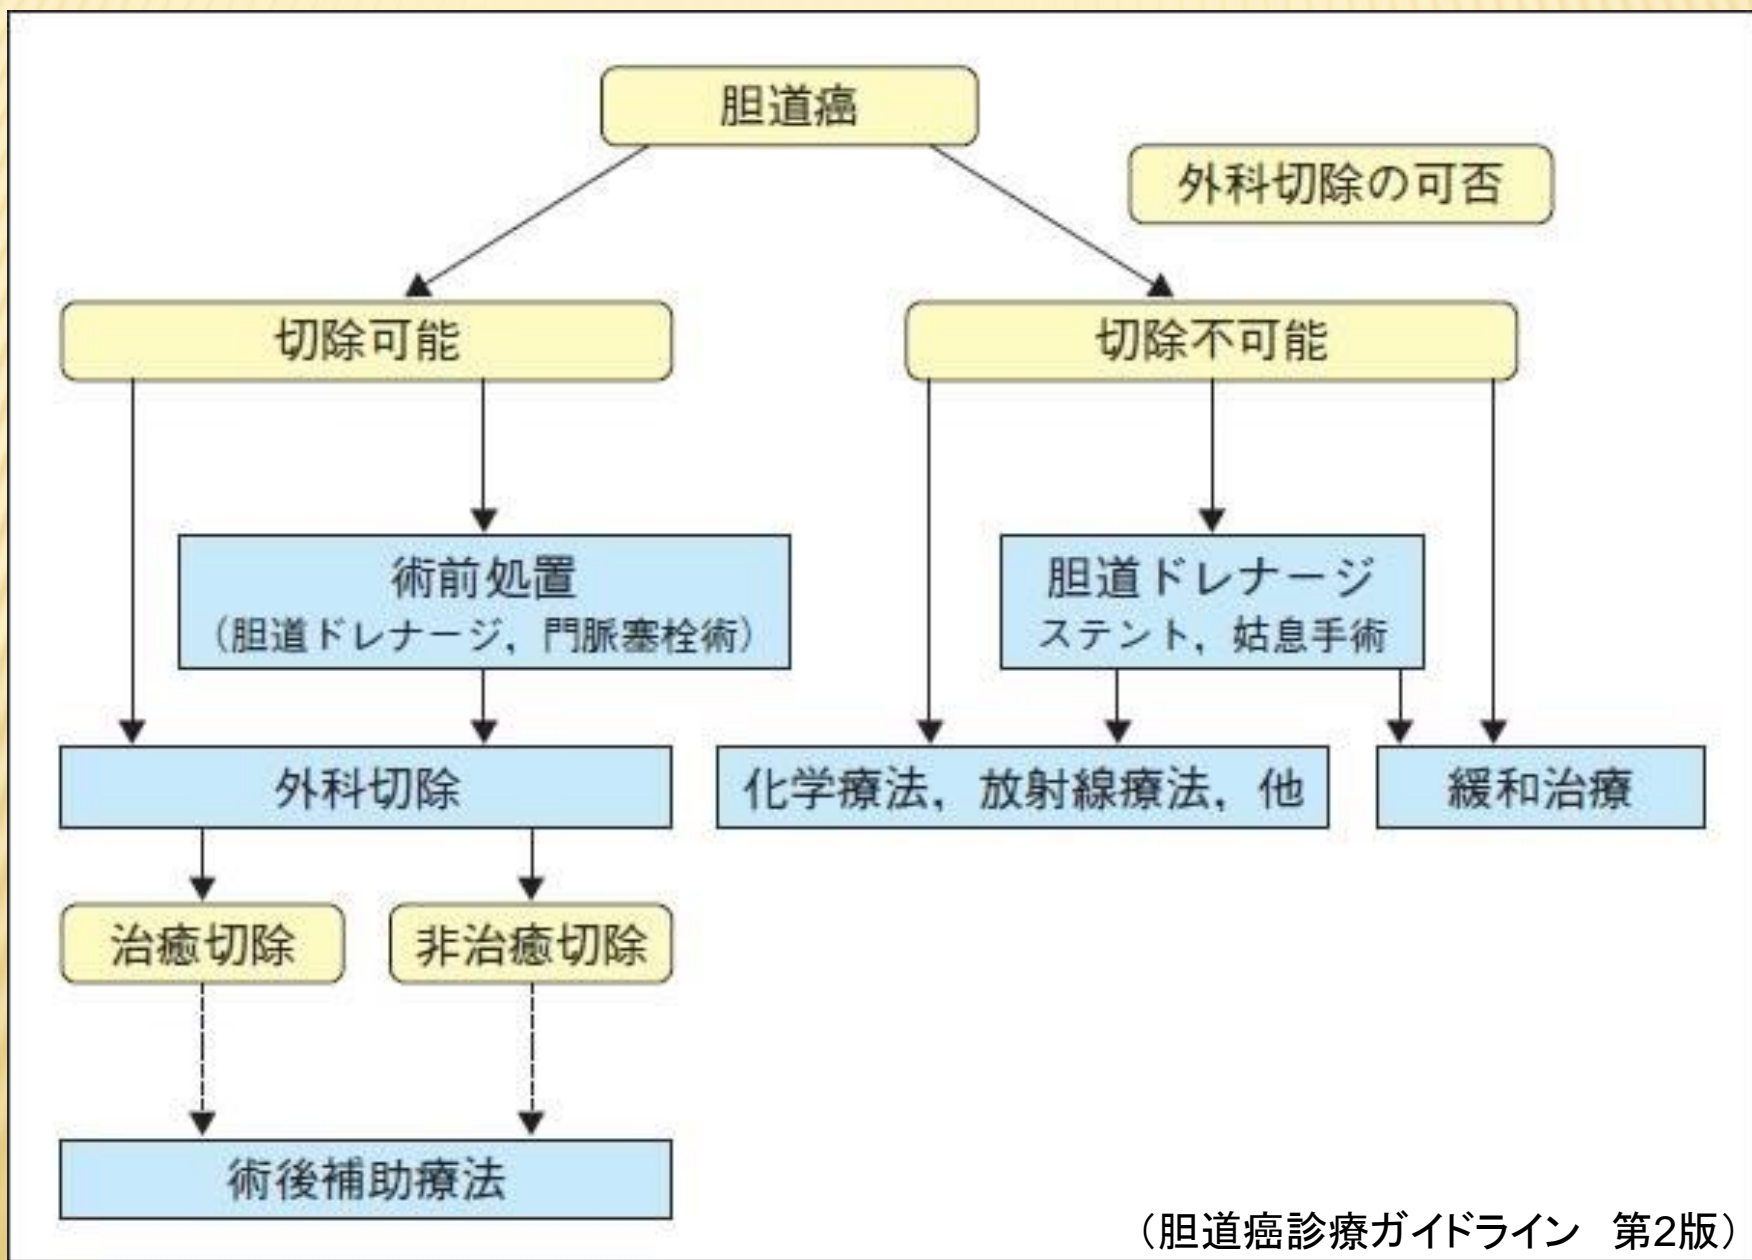 胆道癌
外科切除の可否
切除可能
切除不可能
術前処置
（胆道ドレナージ，門脈塞栓術）
胆道ドレナージ
ステント，姑息手術
外科切除
化学療法，放射線療法，他
緩和治療
治癒切除
非治癒切除
術後補助療法
（胆道癌診療ガイドライン　第2版）